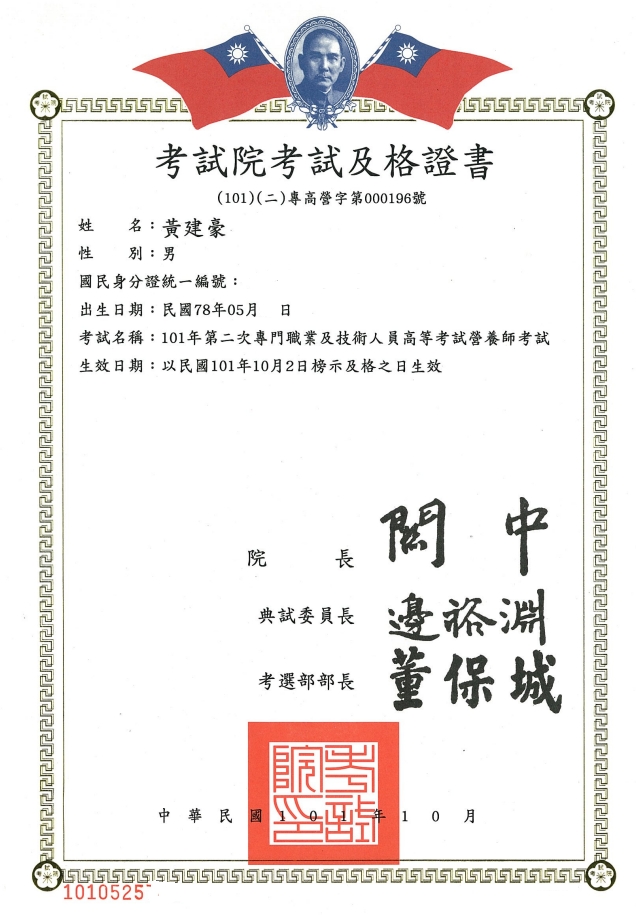 考試院考試及格證書
(101)(二)專高營字第000196號
姓 名：黃建豪
性 別：男
國民身分證統一編號：
出生日期：民國78年05月 日
考試名稱：101年第二次專門職業及技術人員高等考試營養師考試
生效日期：以民國101年10月2日榜示及格之日生效
院 長 關 中
典試委員長 邊裕淵
考選部部長 董保城
考試院印
中華民國101年10月
1010525